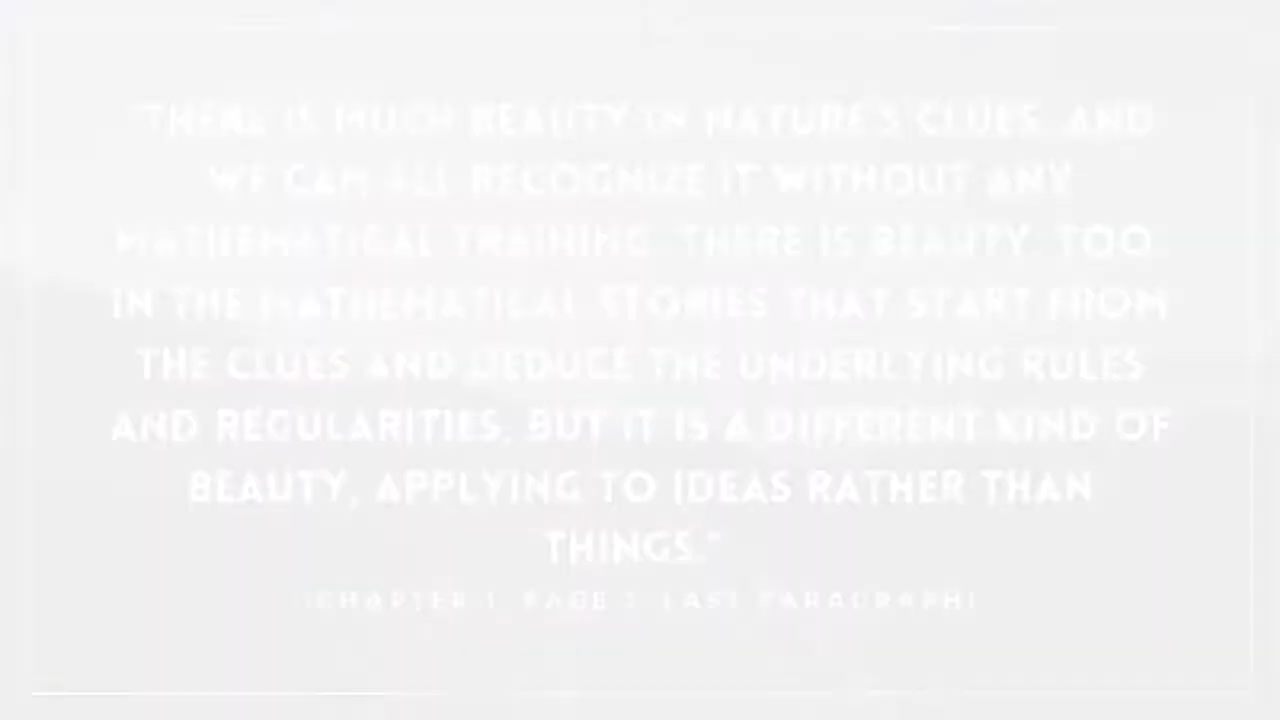 "THERE IS MUCH BEAUTY IN NATURE'S CLUES, AND
WE CAN ALL RECOGNIZE IT WITHOUT ANY
MATHEMATICAL TRAINING. THERE IS BEAUTY, TOO,
IN THE MATHEMATICAL STORIES THAT START FROM
THE CLUES AND DEDUCE THE UNDERLYING RULES
AND REGULARITIES, BUT IT IS A DIFFERENT KIND OF
BEAUTY, APPLYING TO IDEAS RATHER THAN
THINGS."
(CHAPTER 1, PAGE LAST PARAGRAPH)